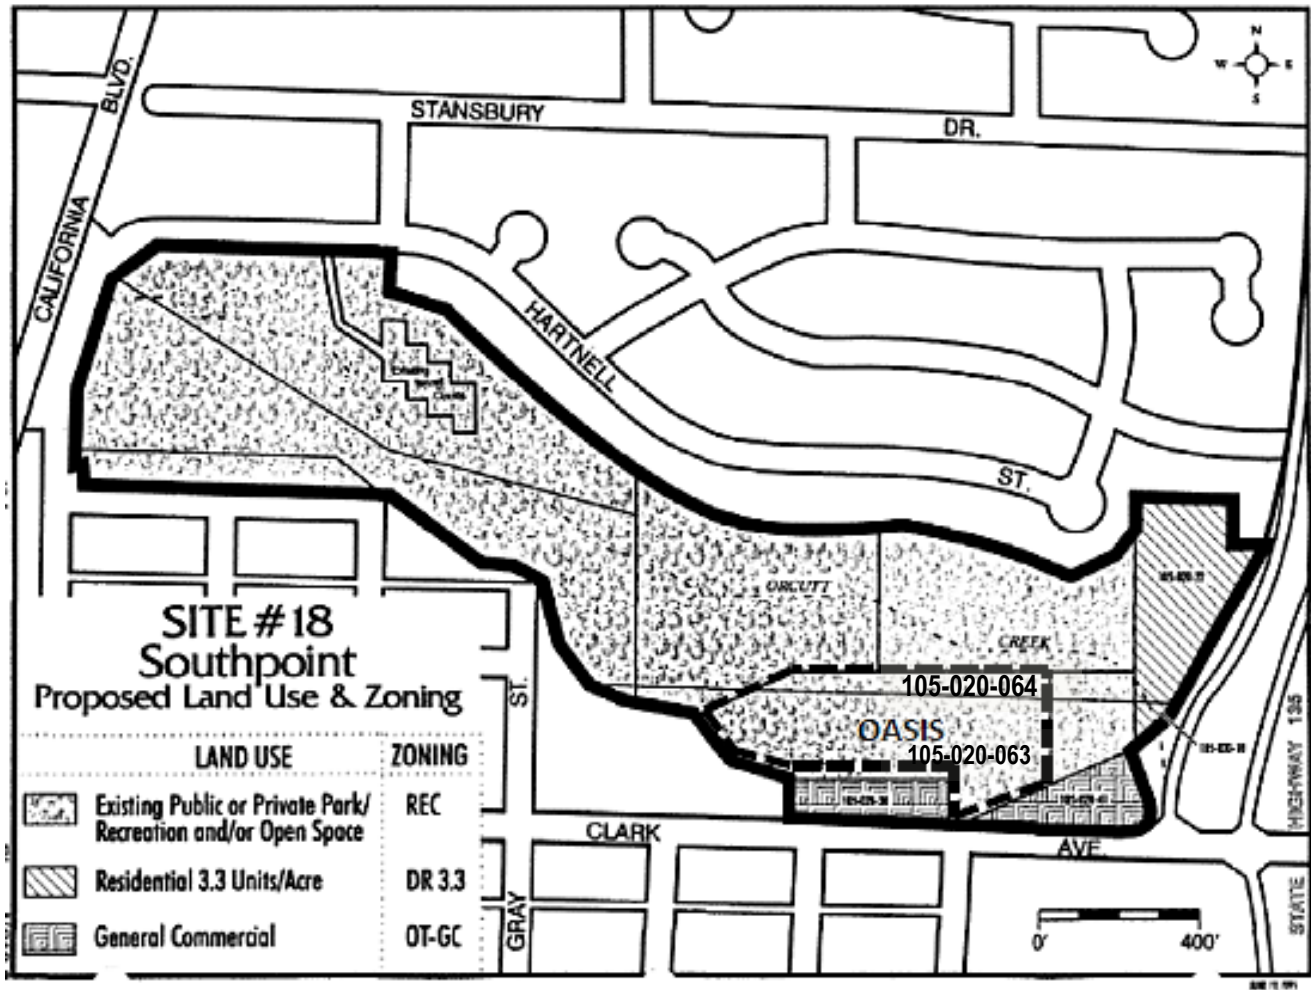 N
W
E
S
BLVD.
STANSBURY
DR.
CALIFORNIA
HARTNELL
Existing
Courts
ST.
ORCUTT
CREEK
105-020-064
OASIS
105-020-063
SITE # 18
Southpoint
Proposed Land Use & Zoning
ST.
HIGHWAY 135
LAND USE
ZONING
Existing Public or Private Park/
Recreation and/or Open Space
REC
CLARK
AVE.
Residential 3.3 Units/Acre
DR 3.3
General Commercial
OT-GC
GRAY
STATE
0'
400'